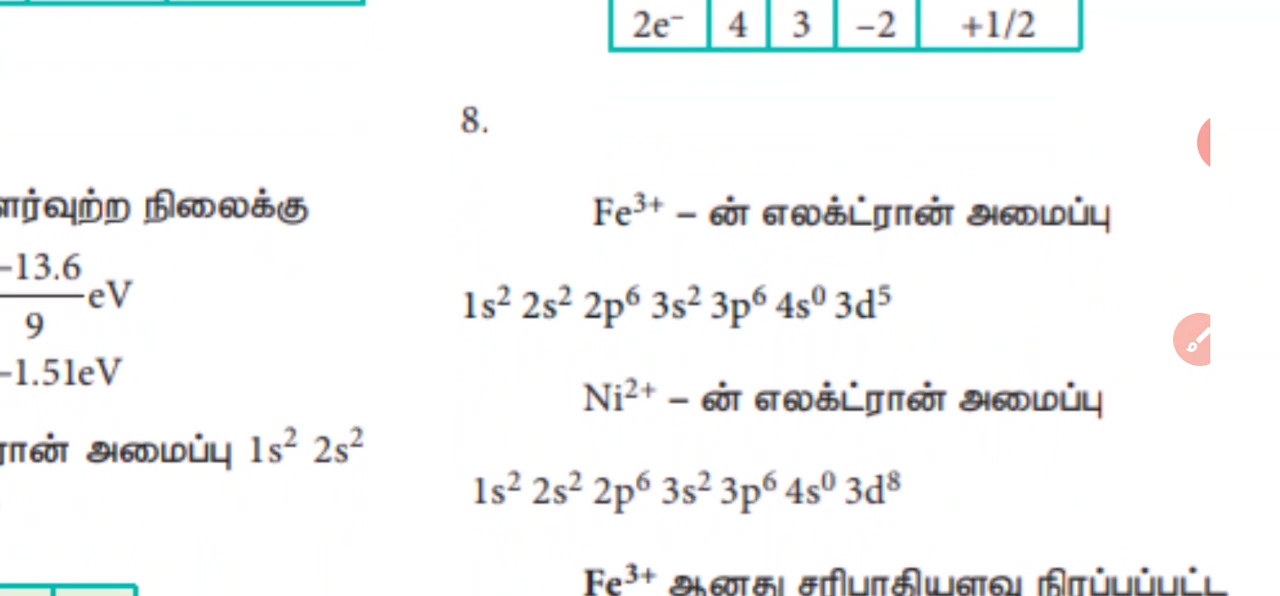 ளர்வுற்ற நிலைக்கு
–13.6
eV
9
–1.51eV
ரான் அமைப்பு 1s² 2s²
2e⁻ 4 3 –2 +1/2
8.
Fe³⁺ – ன் எலக்ட்ரான் அமைப்பு
1s² 2s² 2p⁶ 3s² 3p⁶ 4s⁰ 3d⁵
Ni²⁺ – ன் எலக்ட்ரான் அமைப்பு
1s² 2s² 2p⁶ 3s² 3p⁶ 4s⁰ 3d⁸
Fe³⁺ ஆனது சரிபாதியளவு நிரப்பப்பட்ட